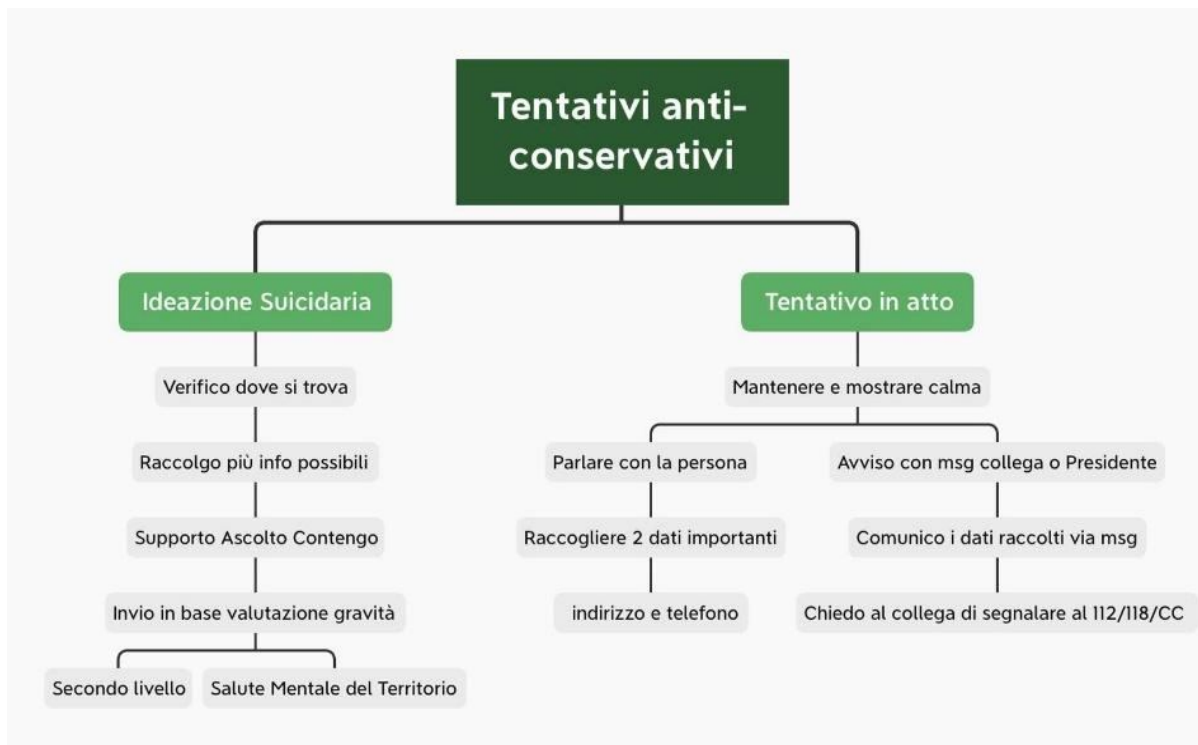 Tentativi anti-
conservativi
Ideazione Suicidaria
Verifico dove si trova
Raccolgo più info possibili
Supporto Ascolto Contengo
Invio in base valutazione gravità
Secondo livello
Salute Mentale del Territorio
Tentativo in atto
Mantenere e mostrare calma
Parlare con la persona
Raccogliere 2 dati importanti
indirizzo e telefono
Avviso con msg collega o Presidente
Comunico i dati raccolti via msg
Chiedo al collega di segnalare al 112/118/CC